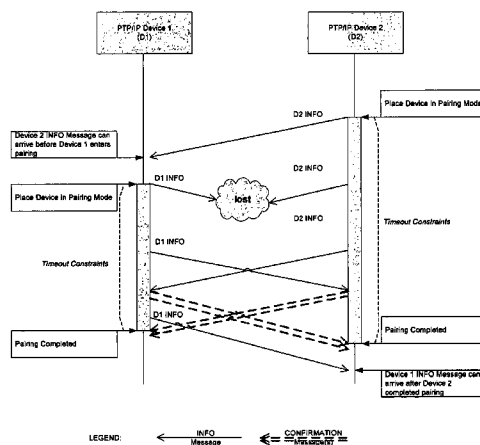 PTP/IP Device 1
(D1)
PTP/IP Device 2
(D2)
D2 INFO
Place Device in Pairing Mode
Device 2 INFO Message can
arrive before Device 1 enters
pairing
D1 INFO
D2 INFO
Place Device in Pairing Mode
lost
D2 INFO
Timeout Constraints
D1 INFO
Timeout Constraints
D1 INFO
Pairing Completed
Pairing Completed
Device 1 INFO Message can
arrive after Device 2
completed pairing
LEGEND:
INFO
Message
CONFIRMATION
Message(s)